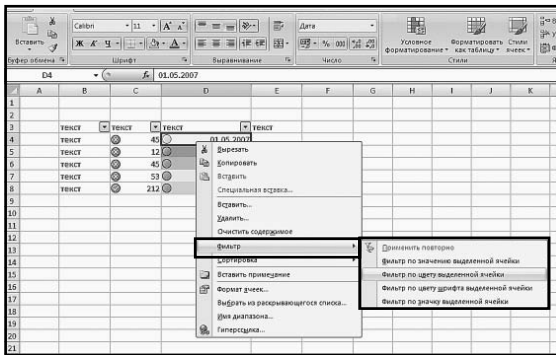 Calibri 11
Дата
Вставить
Ж К Ч
% 000
Условное форматирование
Форматировать как таблицу
Стили ячеек
Буфер обмена Шрифт Выравнивание Число Стили
D4 fx 01.05.2007
A B C D E F G H I J K
1
2
3 текст текст текст текст
4 текст 45 01.05.2007
5 текст 12
6 текст 45
7 текст 53
8 текст 212
9
10
11
12
13
14
15
16
17
18
19
20
21
Вырезать
Копировать
Вставить
Специальная вставка...
Вставить...
Удалить...
Очистить содержимое
Фильтр
Сортировка
Вставить примечание
Формат ячеек...
Выбрать из раскрывающегося списка...
Имя диапазона...
Гиперссылка...
Применить повторно
Фильтр по значению выделенной ячейки
Фильтр по цвету выделенной ячейки
Фильтр по цвету шрифта выделенной ячейки
Фильтр по значку выделенной ячейки